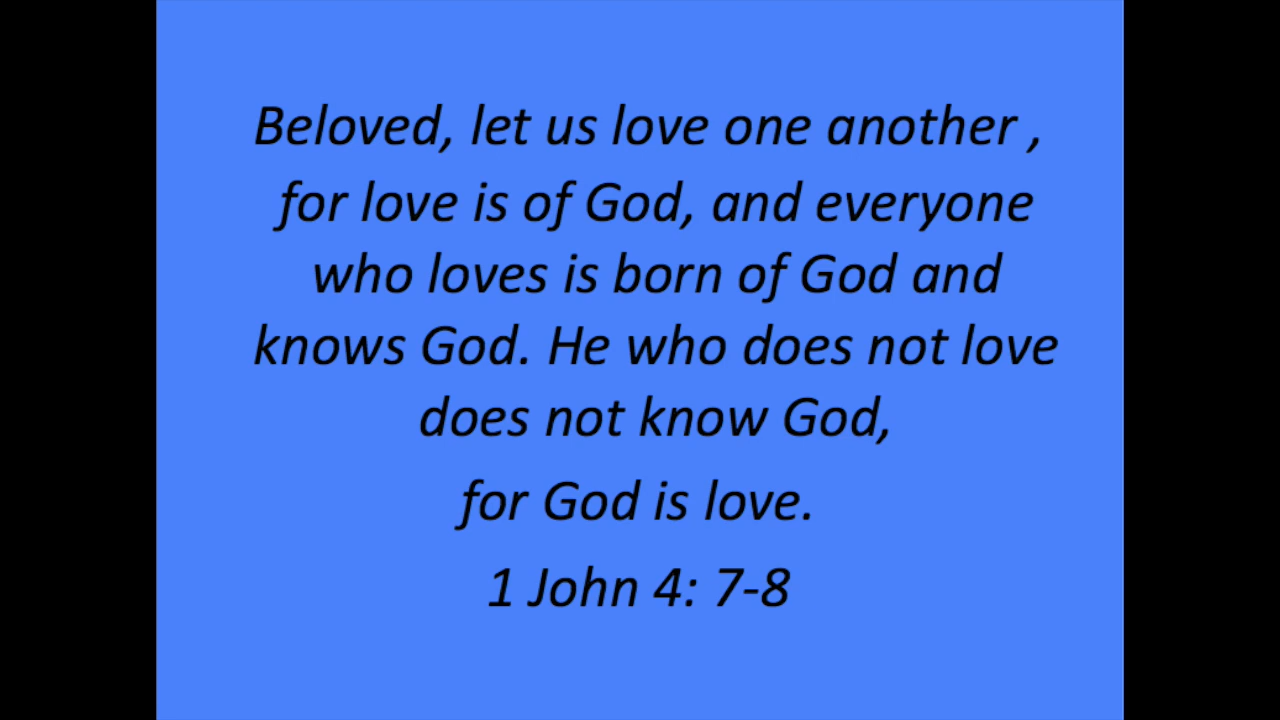 Beloved, let us love one another ,
for love is of God, and everyone
who loves is born of God and
knows God. He who does not love
does not know God,
for God is love.
1 John 4: 7-8